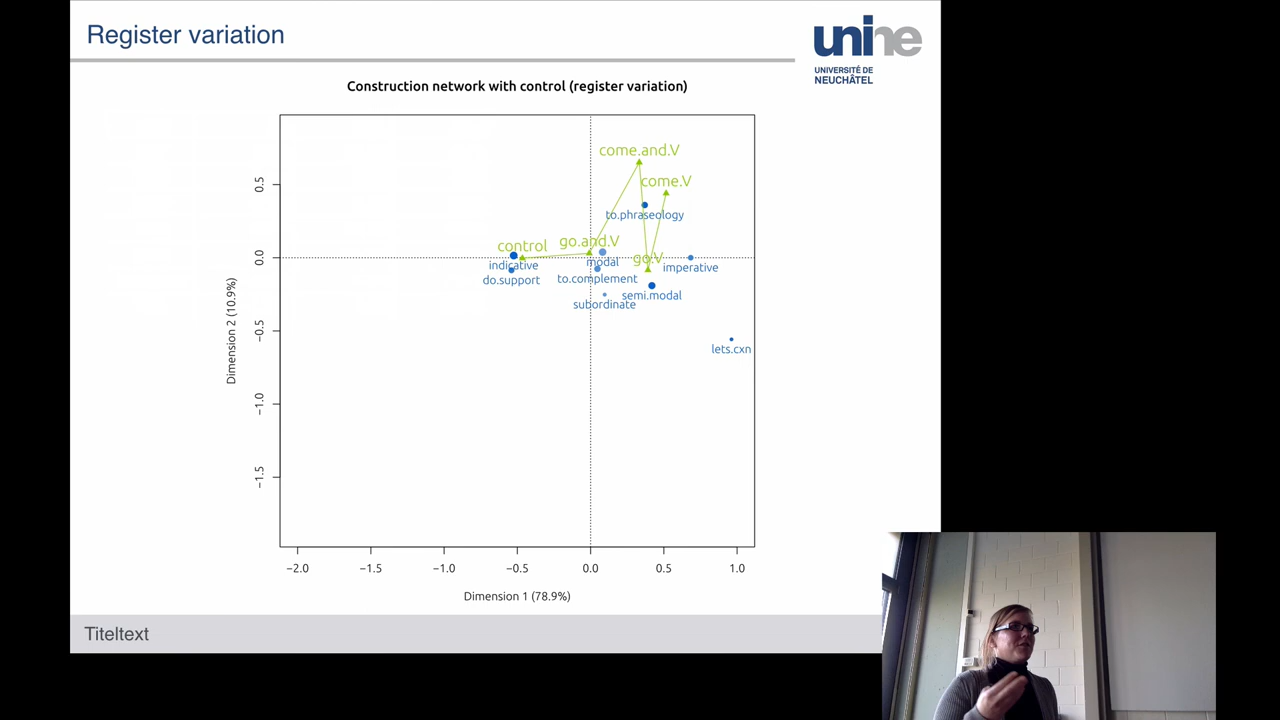 Register variation
unine
UNIVERSITÉ DE
NEUCHÂTEL
Construction network with control (register variation)
come.and.V
come.V
to.phraseology
control
go.and.V
go.V
indicative
modal
imperative
do.support
to.complement
semi.modal
subordinate
lets.cxn
0.5
0.0
−0.5
−1.0
−1.5
Dimension 2 (10.9%)
−2.0 −1.5 −1.0 −0.5 0.0 0.5 1.0
Dimension 1 (78.9%)
Titeltext